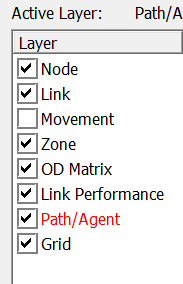 Active Layer: Path/A
Layer
Node
Link
Movement
Zone
OD Matrix
Link Performance
Path/Agent
Grid